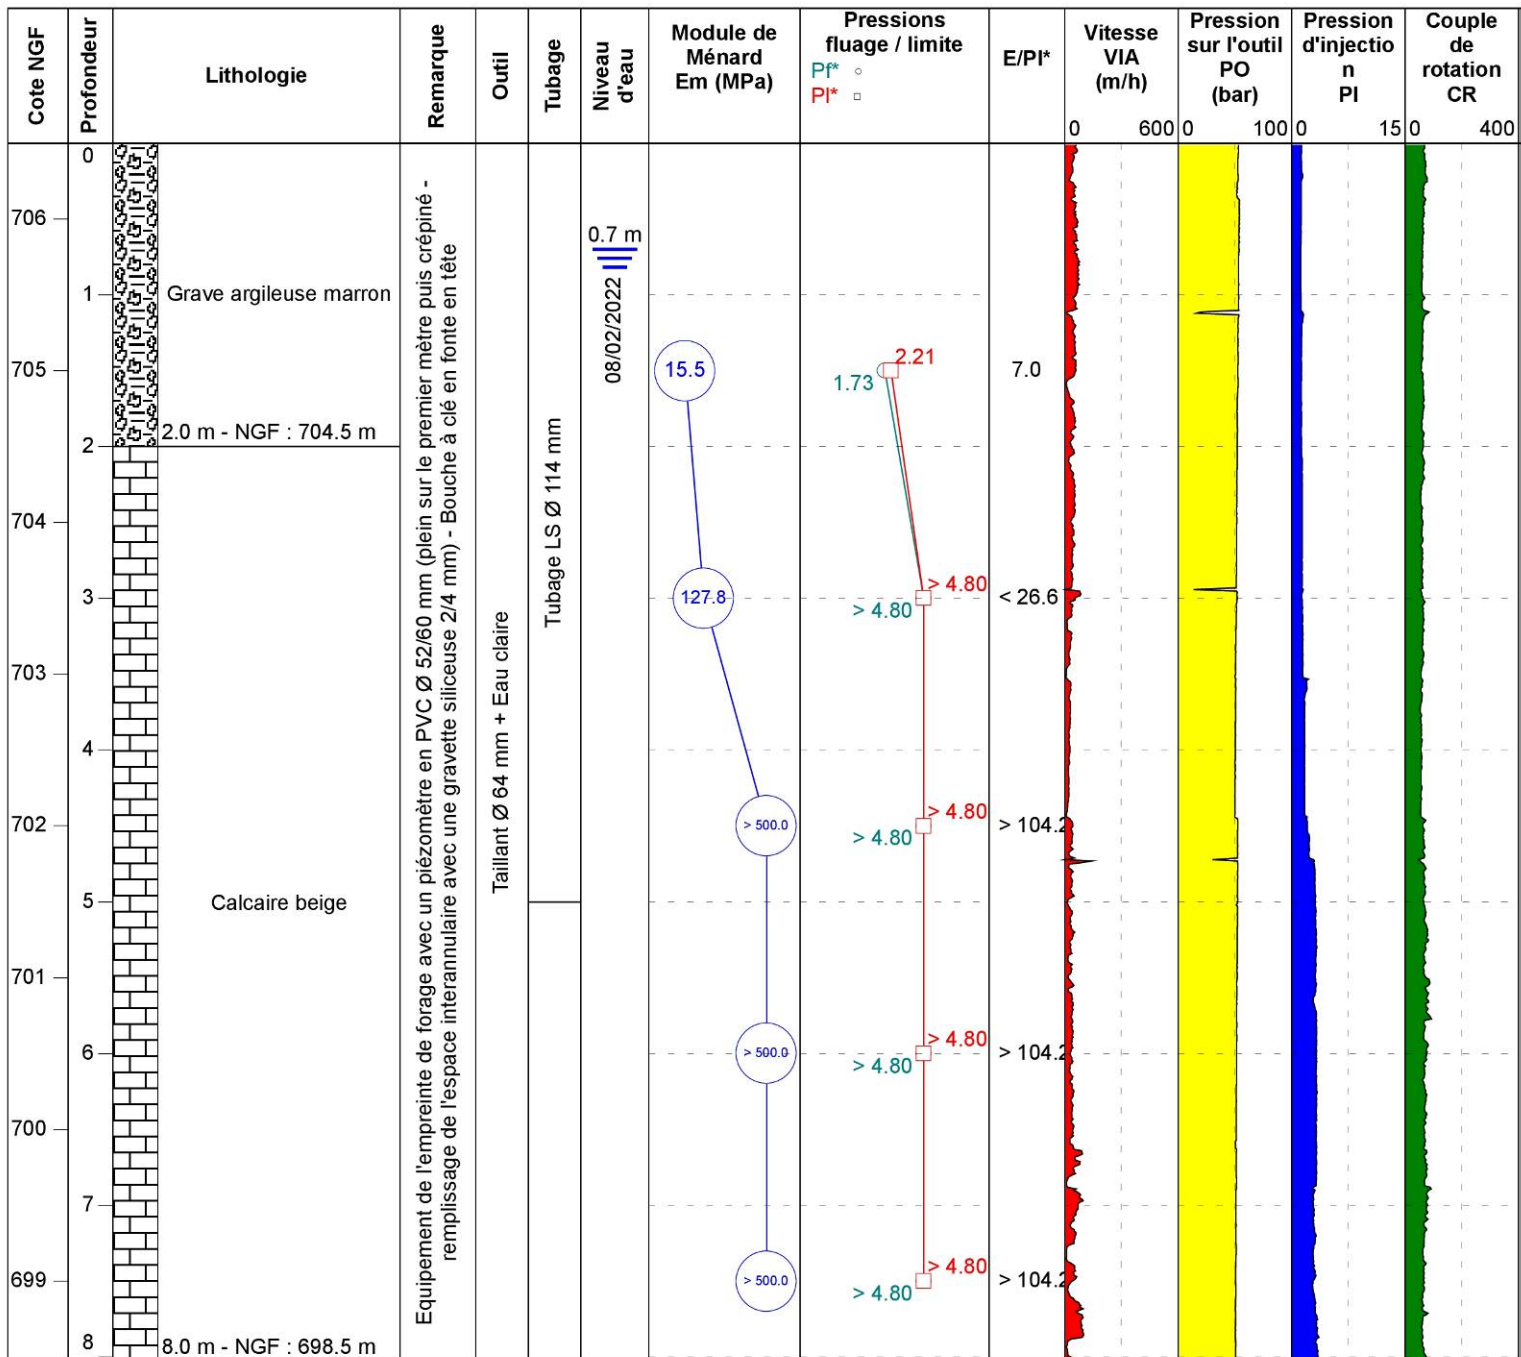 Cote NGF
Profondeur
Lithologie
Remarque
Outil
Tubage
Niveau
d'eau
Module de
Ménard
Em (MPa)
Pressions
fluage / limite
Pf*
Pl*
E/Pl*
Vitesse
VIA
(m/h)
0 600
Pression
sur l'outil
PO
(bar)
0 100
Pression
d'injectio
n
PI
0 15
Couple
de
rotation
CR
0 400
706
705
704
703
702
701
700
699
0
1
2
3
4
5
6
7
8
Grave argileuse marron
2.0 m - NGF : 704.5 m
Calcaire beige
8.0 m - NGF : 698.5 m
Equipement de l'empreinte de forage avec un piézomètre en PVC Ø 52/60 mm (plein sur le premier mètre puis crépiné -
remplissage de l'espace interannulaire avec une gravette siliceuse 2/4 mm) - Bouche à clé en fonte en tête
Taillant Ø 64 mm + Eau claire
Tubage LS Ø 114 mm
0.7 m
08/02/2022
15.5
127.8
> 500.0
> 500.0
> 500.0
2.21
1.73
> 4.80
> 4.80
> 4.80
> 4.80
> 4.80
> 4.80
> 4.80
> 4.80
7.0
< 26.6
> 104.2
> 104.2
> 104.2